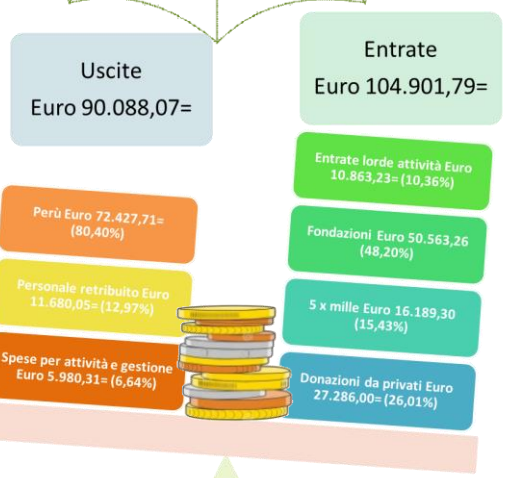 Uscite
Euro 90.088,07=
Entrate
Euro 104.901,79=
Perù Euro 72.427,71=
(80,40%)
Personale retribuito Euro
11.680,05= (12,97%)
Spese per attività e gestione
Euro 5.980,31= (6,64%)
Entrate lorde attività Euro
10.863,23= (10,36%)
Fondazioni Euro 50.563,26
(48,20%)
5 x mille Euro 16.189,30
(15,43%)
Donazioni da privati Euro
27.286,00= (26,01%)